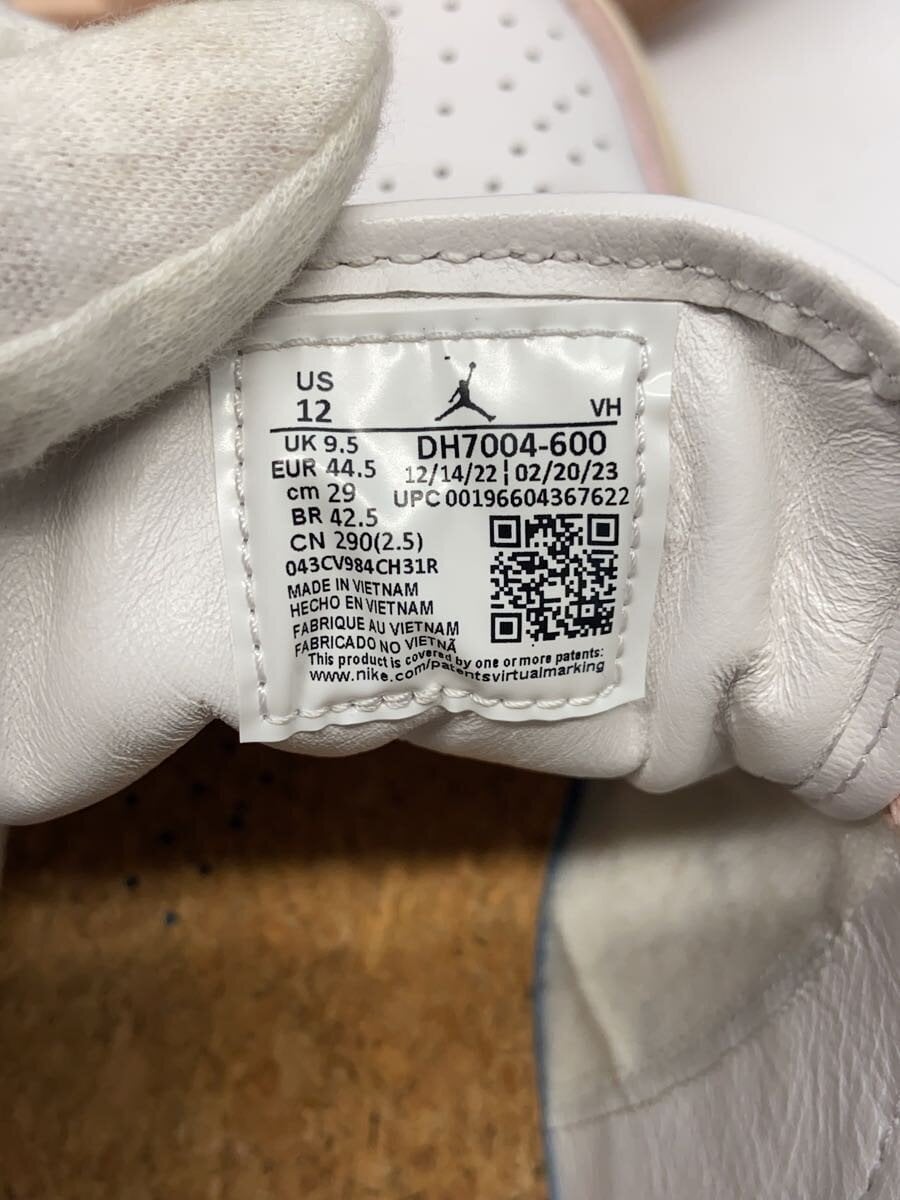 US
12
VH
UK 9.5
DH7004-600
EUR 44.5
12/14/22 | 02/20/23
cm 29
UPC 00196604367622
BR 42.5
CN 290(2.5)
043CV984CH31R
MADE IN VIETNAM
HECHO EN VIETNAM
FABRIQUE AU VIETNAM
FABRICADO NO VIETNÃ
This product is covered by one or more patents:
www.nike.com/patentsvirtualmarking